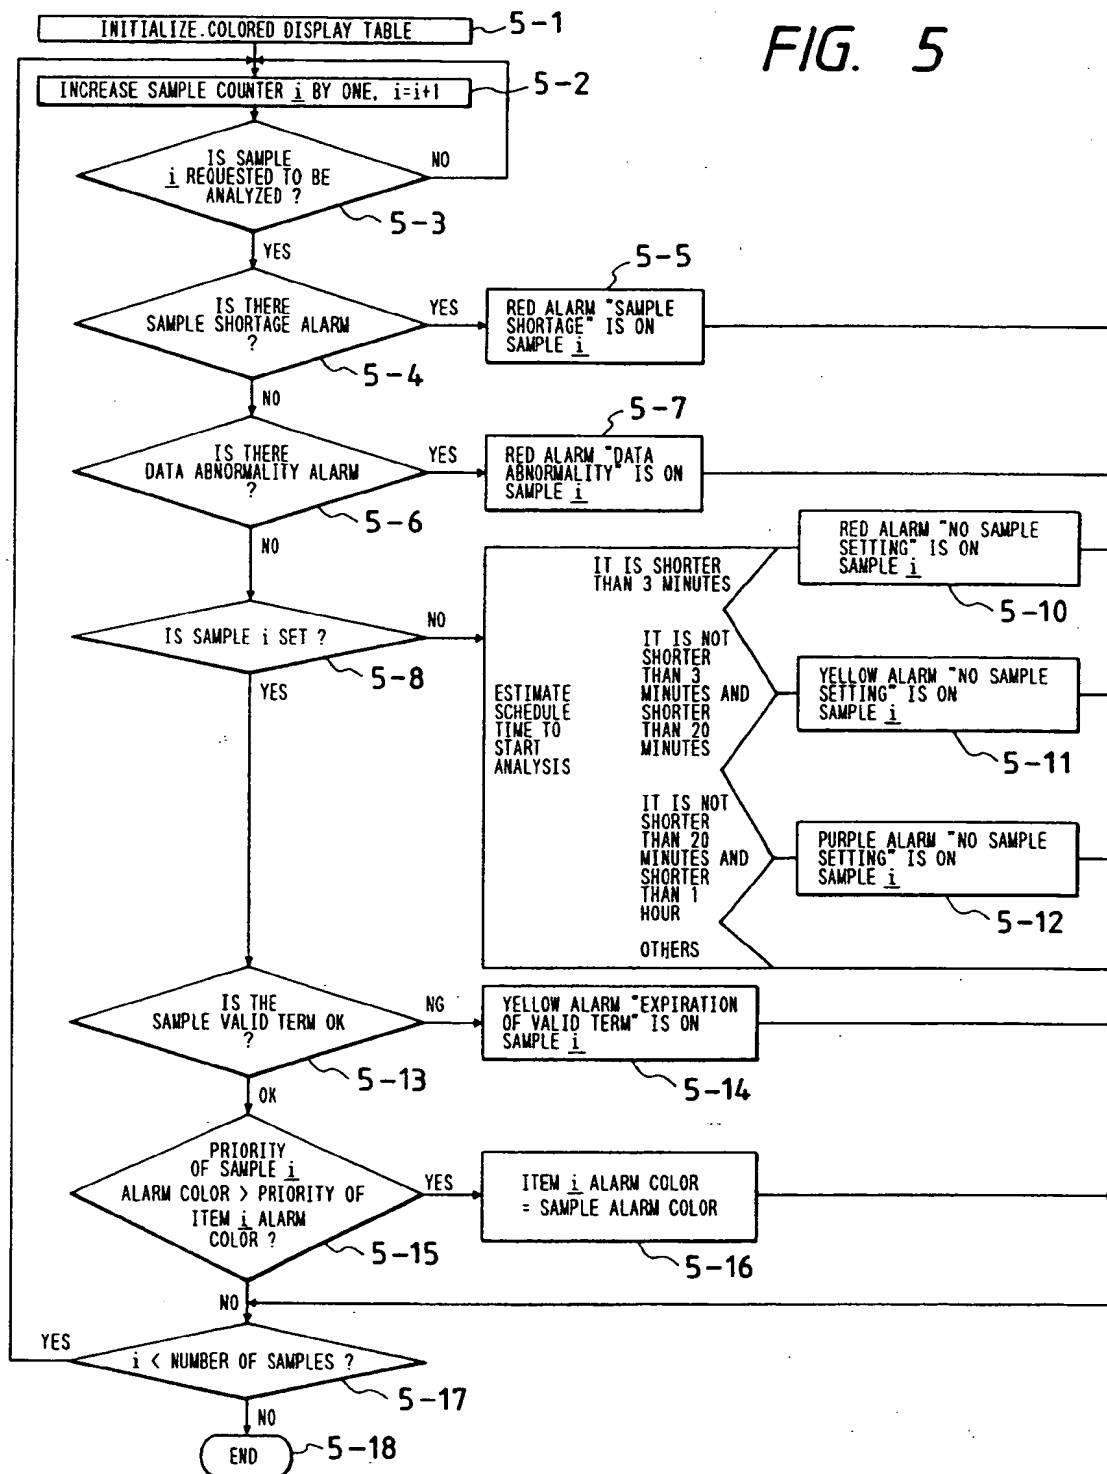 FIG. 5
INITIALIZE.COLORED DISPLAY TABLE
5-1
INCREASE SAMPLE COUNTER i BY ONE, i=i+1
5-2
IS SAMPLE
i REQUESTED TO BE
ANALYZED ?
NO
5-3
YES
IS THERE
SAMPLE SHORTAGE ALARM
?
YES
5-4
NO
5-5
RED ALARM "SAMPLE
SHORTAGE" IS ON
SAMPLE i
IS THERE
DATA ABNORMALITY ALARM
?
YES
5-6
NO
5-7
RED ALARM "DATA
ABNORMALITY" IS ON
SAMPLE i
IS SAMPLE i SET ?
NO
5-8
YES
ESTIMATE
SCHEDULE
TIME TO
START
ANALYSIS
IT IS SHORTER
THAN 3 MINUTES
RED ALARM "NO SAMPLE
SETTING" IS ON
SAMPLE i
5-10
IT IS NOT
SHORTER
THAN 3
MINUTES AND
SHORTER
THAN 20
MINUTES
YELLOW ALARM "NO SAMPLE
SETTING" IS ON
SAMPLE i
5-11
IT IS NOT
SHORTER
THAN 20
MINUTES AND
SHORTER
THAN 1
HOUR
PURPLE ALARM "NO SAMPLE
SETTING" IS ON
SAMPLE i
5-12
OTHERS
IS THE
SAMPLE VALID TERM OK
?
NG
5-13
OK
YELLOW ALARM "EXPIRATION
OF VALID TERM" IS ON
SAMPLE i
5-14
PRIORITY
OF SAMPLE i
ALARM COLOR > PRIORITY OF
ITEM i ALARM
COLOR ?
YES
5-15
NO
ITEM i ALARM COLOR
= SAMPLE ALARM COLOR
5-16
YES
i < NUMBER OF SAMPLES ?
5-17
NO
END
5-18